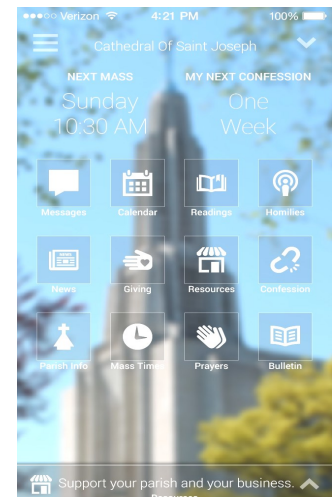 Verizon 4:21 PM 100%
Cathedral Of Saint Joseph
NEXT MASS MY NEXT CONFESSION
Sunday One
10:30 AM Week
Messages Calendar Readings Homilies
News Giving Resources Confession
Parish Info Mass Time Prayers Bulletin
Support your parish and your business.
Resources